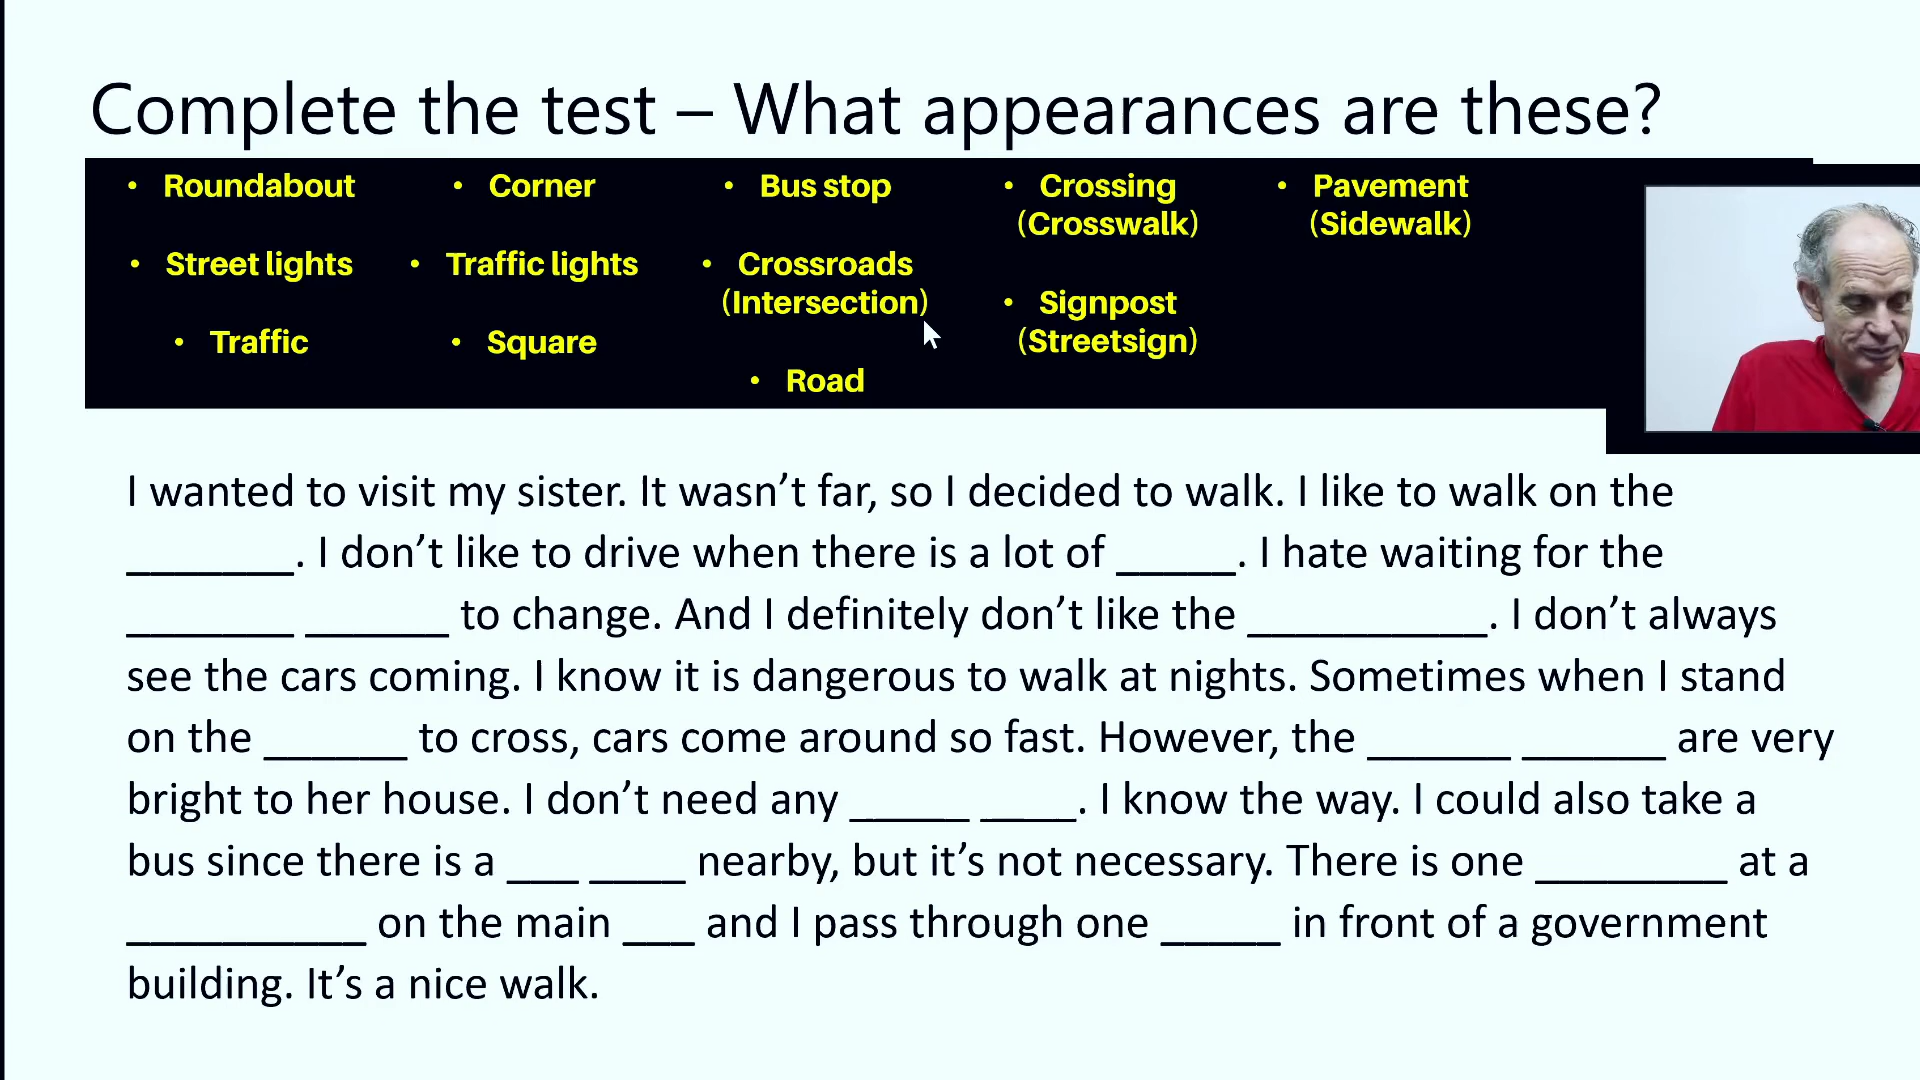 Complete the test – What appearances are these?
• Roundabout
• Street lights
• Traffic
• Corner
• Traffic lights
• Square
• Bus stop
• Crossroads
(Intersection)
• Road
• Crossing
(Crosswalk)
• Signpost
(Streetsign)
• Pavement
(Sidewalk)
I wanted to visit my sister. It wasn’t far, so I decided to walk. I like to walk on the
_______. I don’t like to drive when there is a lot of _____. I hate waiting for the
_______ ______ to change. And I definitely don’t like the __________. I don’t always
see the cars coming. I know it is dangerous to walk at nights. Sometimes when I stand
on the ______ to cross, cars come around so fast. However, the ______ ______ are very
bright to her house. I don’t need any _____ ____. I know the way. I could also take a
bus since there is a ___ ____ nearby, but it’s not necessary. There is one ________ at a
__________ on the main ___ and I pass through one _____ in front of a government
building. It’s a nice walk.